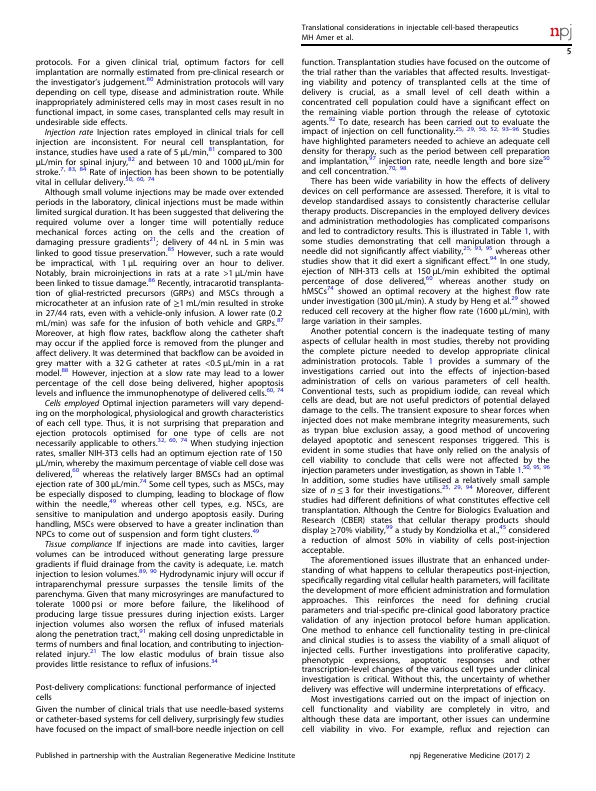 Translational considerations in injectable cell-based therapeutics
MH Amer et al.
npj
5
protocols. For a given clinical trial, optimum factors for cell
implantation are normally estimated from pre-clinical research or
the investigator's judgement.80 Administration protocols will vary
depending on cell type, disease and administration route. While
inappropriately administered cells may in most cases result in no
functional impact, in some cases, transplanted cells may result in
undesirable side effects.
Injection rate Injection rates employed in clinical trials for cell
injection are inconsistent. For neural cell transplantation, for
instance, studies have used a rate of 5 μL/min,81 compared to 300
μL/min for spinal injury,82 and between 10 and 1000 μL/min for
stroke.7, 83, 84 Rate of injection has been shown to be potentially
vital in cellular delivery.50, 60, 74
Although small volume injections may be made over extended
periods in the laboratory, clinical injections must be made within
limited surgical duration. It has been suggested that delivering the
required volume over a longer time will potentially reduce
mechanical forces acting on the cells and the creation of
damaging pressure gradients21; delivery of 44 nL in 5 min was
linked to good tissue preservation.85 However, such a rate would
be impractical, with 1 μL requiring over an hour to deliver.
Notably, brain microinjections in rats at a rate >1 μL/min have
been linked to tissue damage.86 Recently, intracarotid transplanta-
tion of glial-restricted precursors (GRPs) and MSCs through a
microcatheter at an infusion rate of ≥1 mL/min resulted in stroke
in 27/44 rats, even with a vehicle-only infusion. A lower rate (0.2
mL/min) was safe for the infusion of both vehicle and GRPs.87
Moreover, at high flow rates, backflow along the catheter shaft
may occur if the applied force is removed from the plunger and
affect delivery. It was determined that backflow can be avoided in
grey matter with a 32 G catheter at rates <0.5 μL/min in a rat
model.88 However, injection at a slow rate may lead to a lower
percentage of the cell dose being delivered, higher apoptosis
levels and influence the immunophenotype of delivered cells.60, 74
Cells employed Optimal injection parameters will vary depend-
ing on the morphological, physiological and growth characteristics
of each cell type. Thus, it is not surprising that preparation and
ejection protocols optimised for one type of cells are not
necessarily applicable to others.32, 60, 74 When studying injection
rates, smaller NIH-3T3 cells had an optimum ejection rate of 150
μL/min, whereby the maximum percentage of viable cell dose was
delivered,60 whereas the relatively larger BMSCs had an optimal
ejection rate of 300 μL/min.74 some cell types, such as MSCs, may
be especially disposed to clumping, leading to blockage of flow
within the needle,49 whereas other cell types, e.g. NSCs, are
sensitive to manipulation and undergo apoptosis easily. During
handling, MSCs were observed to have a greater inclination than
NPCs to come out of suspension and form tight clusters.49
Tissue compliance If injections are made into cavities, larger
volumes can be introduced without generating large pressure
gradients if fluid drainage from the cavity is adequate, i.e. match
injection to lesion volumes.89, 90 Hydrodynamic injury will occur if
intraparenchymal pressure surpasses the tensile limits of the
parenchyma. Given that many microsyringes are manufactured to
tolerate 1000 psi or more before failure, the likelihood of
producing large tissue pressures during injection exists. Larger
injection volumes also worsen the reflux of infused materials
along the penetration tract,91 making cell dosing unpredictable in
terms of numbers and final location, and contributing to injection-
related injury.21 The low elastic modulus of brain tissue also
provides little resistance to reflux of infusions.34
Post-delivery complications: functional performance of injected
cells
Given the number of clinical trials that use needle-based systems
or catheter-based systems for cell delivery, surprisingly few studies
have focused on the impact of small-bore needle injection on cell
function. Transplantation studies have focused on the outcome of
the trial rather than the variables that affected results. Investigat-
ing viability and potency of transplanted cells at the time of
delivery is crucial, as a small level of cell death within a
concentrated cell population could have a significant effect on
the remaining viable portion through the release of cytotoxic
agents.92 To date, research has been carried out to evaluate the
impact of injection on cell functionality.25, 29, 50, 52, 93–96 Studies
have highlighted parameters needed to achieve an adequate cell
density for therapy, such as the period between cell preparation
and implantation,97 injection rate, needle length and bore size50
and cell concentration.70, 98
There has been wide variability in how the effects of delivery
devices on cell performance are assessed. Therefore, it is vital to
develop standardised assays to consistently characterise cellular
therapy products. Discrepancies in the employed delivery devices
and administration methodologies has complicated comparisons
and led to contradictory results. This is illustrated in Table 1, with
some studies demonstrating that cell manipulation through a
needle did not significantly affect viability,25, 93, 95 whereas others
studies show that it did exert a significant effect.94 In one study,
ejection of NIH-3T3 cells at 150 μL/min exhibited the optimal
percentage of dose delivered,60 whereas another study on
hMSCs74 showed an optimal recovery at the highest flow rate
under investigation (300 μL/min). A study by Heng et al.29 showed
reduced cell recovery at the higher flow rate (1600 μL/min), with
large variation in their samples.
Another potential concern is the inadequate testing of many
aspects of cellular health in most studies, thereby not providing
the complete picture needed to develop appropriate clinical
administration protocols. Table 1 provides a summary of the
investigations carried out into the effects of injection-based
administration of cells on various parameters of cell health.
Conventional tests, such as propidium iodide, can reveal which
cells are dead, but are not useful predictors of potential delayed
damage to the cells. The transient exposure to shear forces when
injected does not make membrane integrity measurements, such
as trypan blue exclusion assay, a good method of uncovering
delayed apoptotic and senescent responses triggered. This is
evident in some studies that have only relied on the analysis of
cell viability to conclude that cells were not affected by the
injection parameters under investigation, as shown in Table 1.50, 95, 96
In addition, some studies have utilised a relatively small sample
size of n ≤ 3 for their investigations.25, 29, 94 Moreover, different
studies had different definitions of what constitutes effective cell
transplantation. Although the Centre for Biologics Evaluation and
Research (CBER) states that cellular therapy products should
display ≥70% viability,99 a study by Kondziolka et al.,45 considered
a reduction of almost 50% in viability of cells post-injection
acceptable.
The aforementioned issues illustrate that an enhanced under-
standing of what happens to cellular therapeutics post-injection,
specifically regarding vital cellular health parameters, will facilitate
the development of more efficient administration and formulation
approaches. This reinforces the need for defining crucial
parameters and trial-specific pre-clinical good laboratory practice
validation of any injection protocol before human application.
One method to enhance cell functionality testing in pre-clinical
and clinical studies is to assess the viability of a small aliquot of
injected cells. Further investigations into proliferative capacity,
phenotypic expressions, apoptotic responses and other
transcription-level changes of the various cell types under clinical
investigation is critical. Without this, the uncertainty of whether
delivery was effective will undermine interpretations of efficacy.
Most investigations carried out on the impact of injection on
cell functionality and viability are completely in vitro, and
although these data are important, other issues can undermine
cell viability in vivo. For example, reflux and rejection can
Published in partnership with the Australian Regenerative Medicine Institute
npj Regenerative Medicine (2017) 2